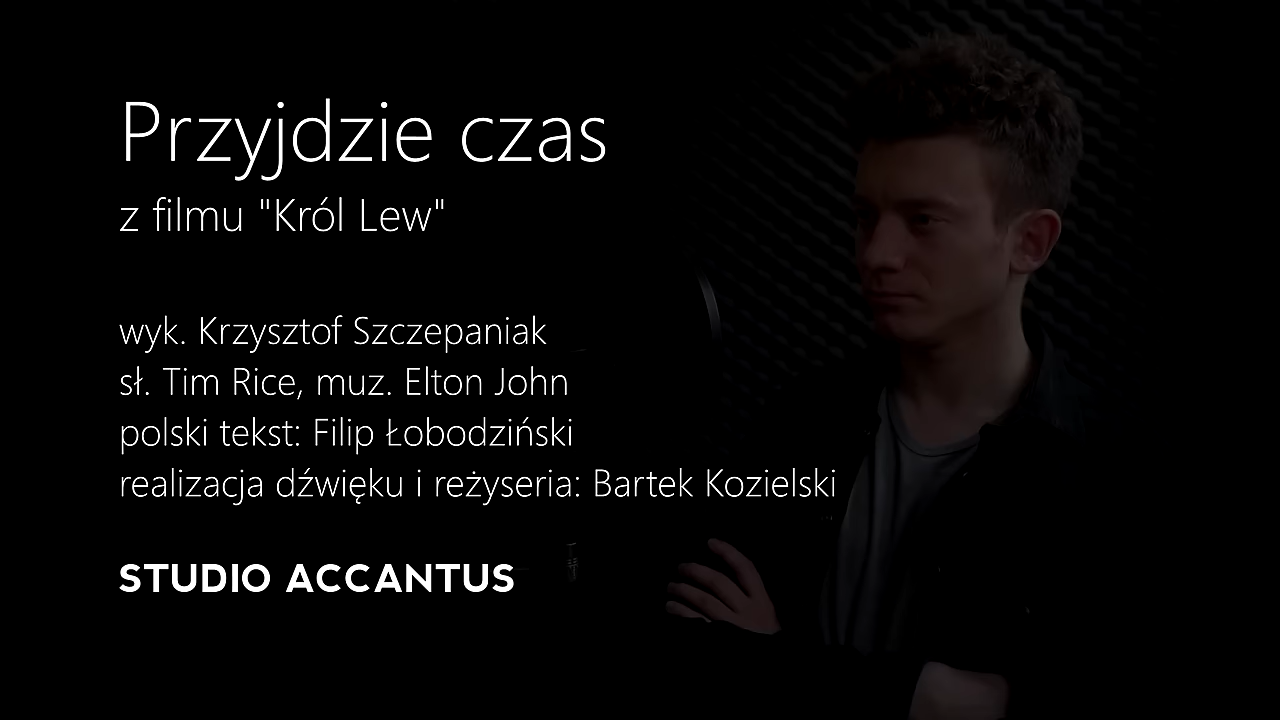 Przyjdzie czas
z filmu "Król Lew"
wyk. Krzysztof Szczepaniak
sł. Tim Rice, muz. Elton John
polski tekst: Filip Łobodziński
realizacja dźwięku i reżyseria: Bartek Kozielski
STUDIO ACCANTUS